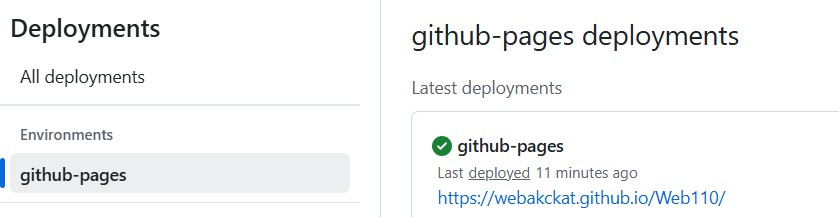 Deployments
All deployments
Environments
github-pages
github-pages deployments
Latest deployments
github-pages
Last deployed 11 minutes ago
https://webakckat.github.io/Web110/